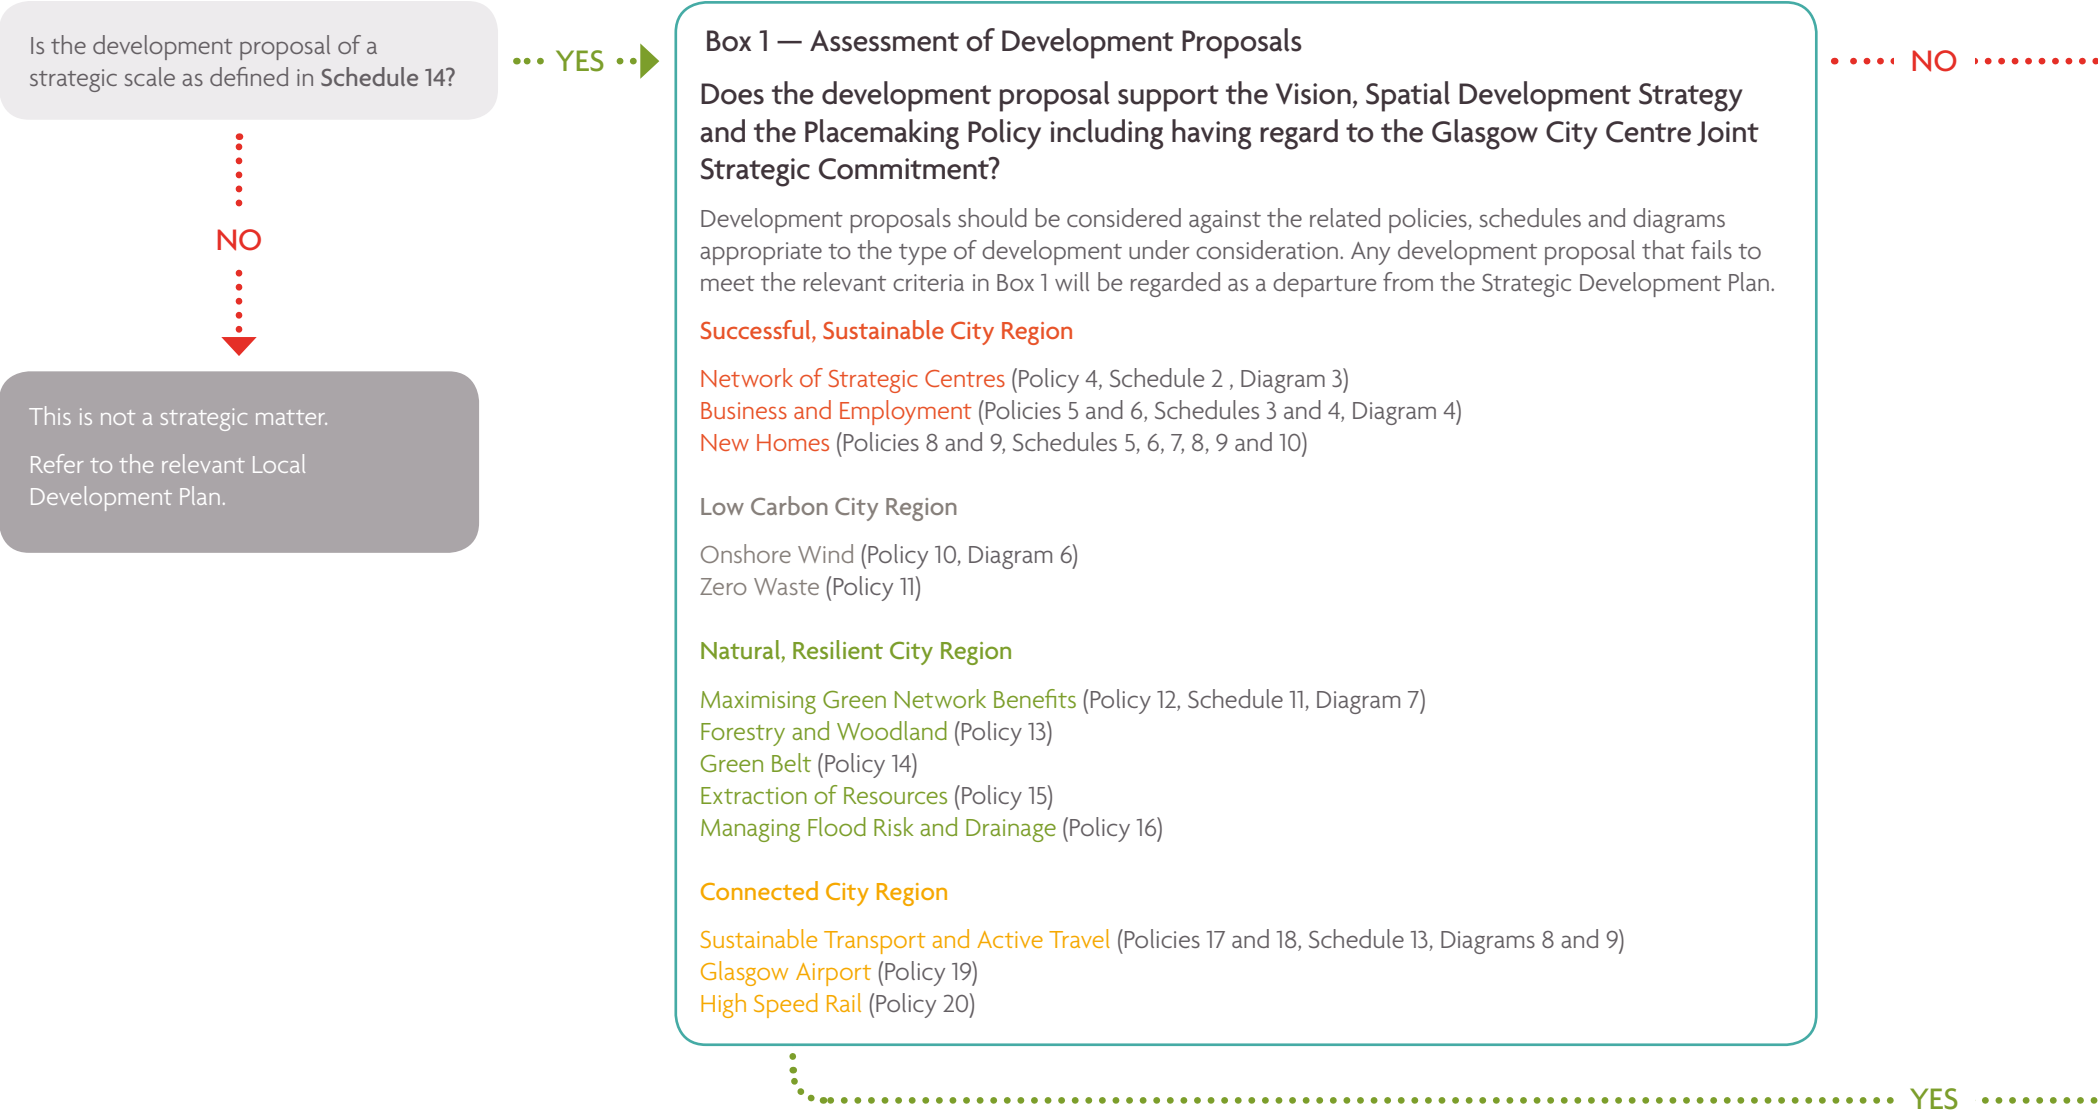 Is the development proposal of a
strategic scale as defined in Schedule 14?
YES
NO
This is not a strategic matter.
Refer to the relevant Local
Development Plan.
Box 1 — Assessment of Development Proposals
Does the development proposal support the Vision, Spatial Development Strategy
and the Placemaking Policy including having regard to the Glasgow City Centre Joint
Strategic Commitment?
Development proposals should be considered against the related policies, schedules and diagrams
appropriate to the type of development under consideration. Any development proposal that fails to
meet the relevant criteria in Box 1 will be regarded as a departure from the Strategic Development Plan.
Successful, Sustainable City Region
Network of Strategic Centres (Policy 4, Schedule 2 , Diagram 3)
Business and Employment (Policies 5 and 6, Schedules 3 and 4, Diagram 4)
New Homes (Policies 8 and 9, Schedules 5, 6, 7, 8, 9 and 10)
Low Carbon City Region
Onshore Wind (Policy 10, Diagram 6)
Zero Waste (Policy 11)
Natural, Resilient City Region
Maximising Green Network Benefits (Policy 12, Schedule 11, Diagram 7)
Forestry and Woodland (Policy 13)
Green Belt (Policy 14)
Extraction of Resources (Policy 15)
Managing Flood Risk and Drainage (Policy 16)
Connected City Region
Sustainable Transport and Active Travel (Policies 17 and 18, Schedule 13, Diagrams 8 and 9)
Glasgow Airport (Policy 19)
High Speed Rail (Policy 20)
NO
YES